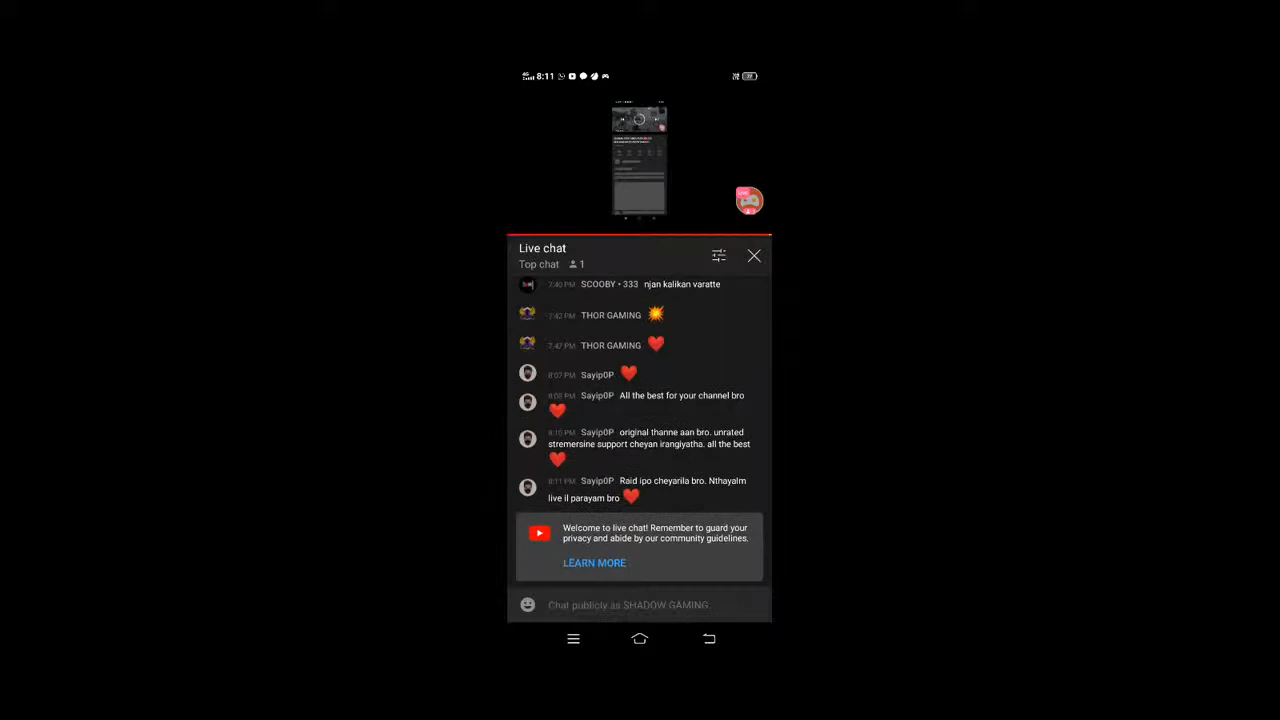 8:11
Live chat
Top chat 1
7:40 PM SCOOBY • 333 njan kalikan varatte
7:42 PM THOR GAMING 💥
7:47 PM THOR GAMING ❤️
8:07 PM Sayip0P ❤️
8:08 PM Sayip0P All the best for your channel bro
❤️
8:10 PM Sayip0P original thanne aan bro. unrated
stremersine support cheyan irangiyatha. all the best
❤️
8:11 PM Sayip0P Raid ipo cheyarila bro. Nthayalm
live il parayam bro ❤️
Welcome to live chat! Remember to guard your
privacy and abide by our community guidelines.
LEARN MORE
Chat publicly as SHADOW GAMING.